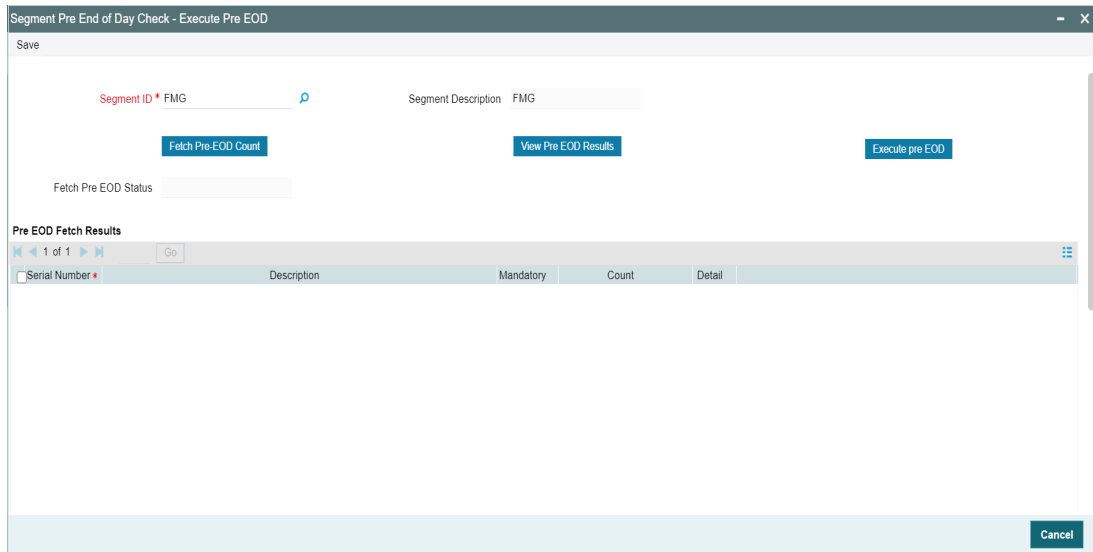 Segment Pre End of Day Check - Execute Pre EOD
Save
Segment ID * FMG
Segment Description FMG
Fetch Pre-EOD Count
View Pre EOD Results
Execute pre EOD
Fetch Pre EOD Status
Pre EOD Fetch Results
1 of 1 Go
Serial Number * Description Mandatory Count Detail
Cancel